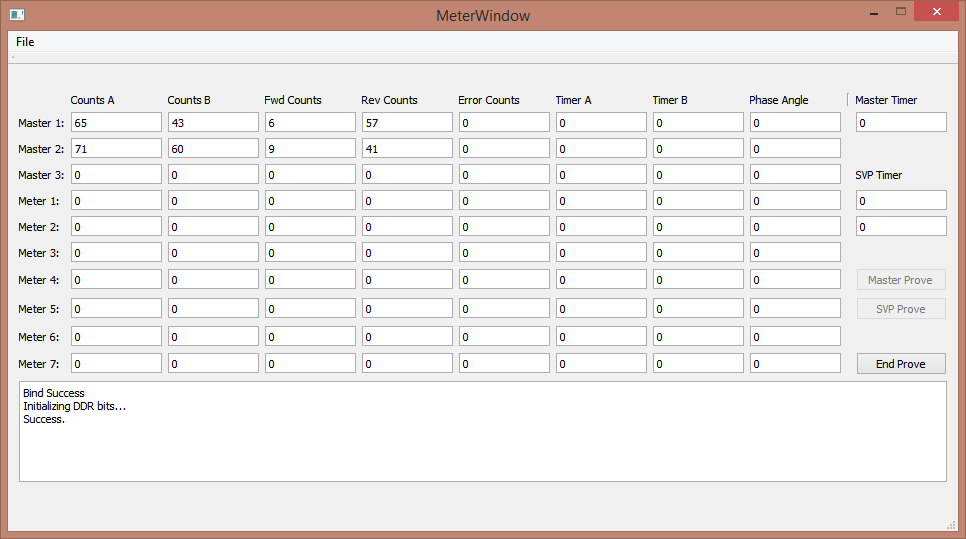 MeterWindow
File
Counts A Counts B Fwd Counts Rev Counts Error Counts Timer A Timer B Phase Angle Master Timer
Master 1: 65 43 6 57 0 0 0 0 0
Master 2: 71 60 9 41 0 0 0 0
Master 3: 0 0 0 0 0 0 0 0 SVP Timer
Meter 1: 0 0 0 0 0 0 0 0 0
Meter 2: 0 0 0 0 0 0 0 0 0
Meter 3: 0 0 0 0 0 0 0 0
Meter 4: 0 0 0 0 0 0 0 0 Master Prove
Meter 5: 0 0 0 0 0 0 0 0 SVP Prove
Meter 6: 0 0 0 0 0 0 0 0
Meter 7: 0 0 0 0 0 0 0 0 End Prove
Bind Success
Initializing DDR bits...
Success.